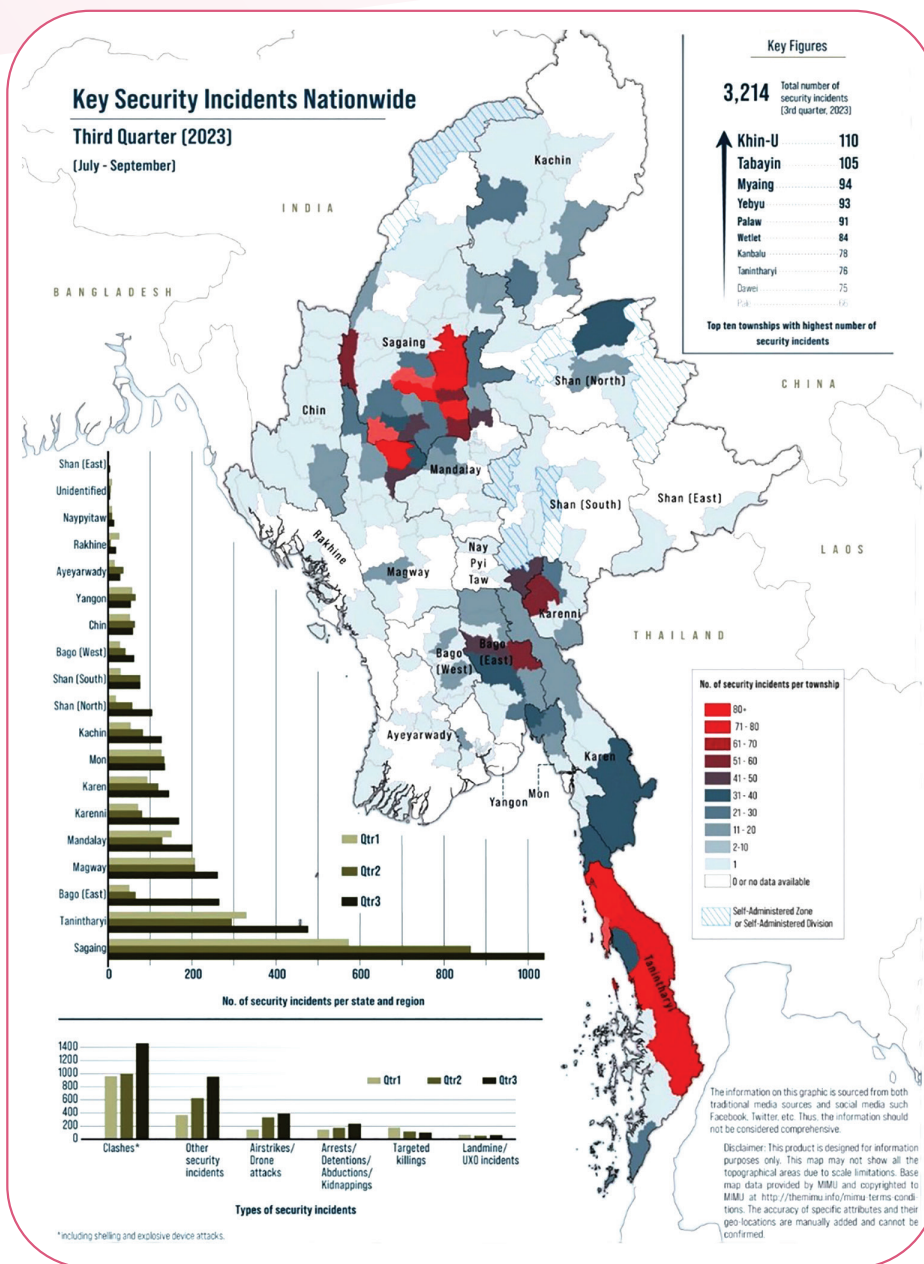 Key Security Incidents Nationwide
Third Quarter (2023)
(July - September)
Key Figures
3,214
Total number of
security incidents
(3rd quarter, 2023)
Khin-U 110
Tabayin 105
Myaing 94
Yebyu 93
Palaw 91
Wetlet 84
Kanbalu 78
Tanintharyi 76
Dawei 75
66
Top ten townships with highest number of
security incidents
INDIA
BANGLADESH
CHINA
LAOS
THAILAND
Kachin
Sagaing
Shan (North)
Chin
Mandalay
Shan (South)
Shan (East)
Rakhine
Magway
Nay
Pyi
Taw
Karenni
Bago
(West)
Bago
(East)
Ayeyarwady
Yangon
Mon
Karen
Tanintharyi
Shan (East)
Unidentified
Naypyitaw
Rakhine
Ayeyarwady
Yangon
Chin
Bago (West)
Shan (South)
Shan (North)
Kachin
Mon
Karen
Karenni
Mandalay
Magway
Bago (East)
Tanintharyi
Sagaing
0 200 400 600 800 1000
Qtr1
Qtr2
Qtr3
No. of security incidents per state and region
No. of security incidents per township
80+
71 - 80
61 - 70
51 - 60
41 - 50
31 - 40
21 - 30
11 - 20
2-10
1
0 or no data available
Self-Administered Zone
or Self-Administered Division
1400
1200
1000
800
600
400
200
0
Qtr1 Qtr2 Qtr3
Clashes*
Other
security
incidents
Airstrikes/
Drone
attacks
Arrests/
Detentions/
Abductions/
Kidnappings
Targeted
killings
Landmine/
UXO incidents
Types of security incidents
*including shelling and explosive device attacks.
The information on this graphic is sourced from both
traditional media sources and social media such
Facebook, Twitter, etc. Thus, the information should
not be considered comprehensive.
Disclaimer: This product is designed for information
purposes only. This map may not show all the
topographical areas due to scale limitations. Base
map data provided by MIMU and copyrighted to
MIMU at http://themimu.info/mimu-terms-condi-
tions. The accuracy of specific attributes and their
geo-locations are manually added and cannot be
confirmed.